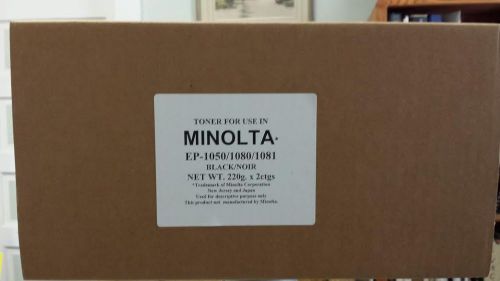 TONER FOR USE IN
MINOLTA*
EP-1050/1080/1081
BLACK/NOIR
NET WT. 220g. x 2ctgs
*Trademark of Minolta Corporation
New Jersey and Japan
Used for descriptive purpose only
This product not manufactured by Minolta.